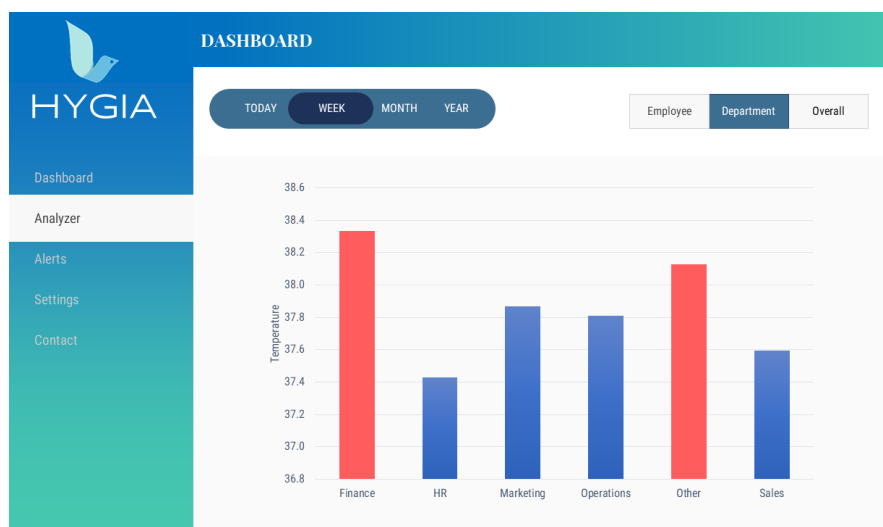 DASHBOARD
HYGIA
Dashboard
Analyzer
Alerts
Settings
Contact
TODAY WEEK MONTH YEAR
Employee Department Overall
Temperature
38.6
38.4
38.2
38.0
37.8
37.6
37.4
37.2
37.0
36.8
Finance HR Marketing Operations Other Sales